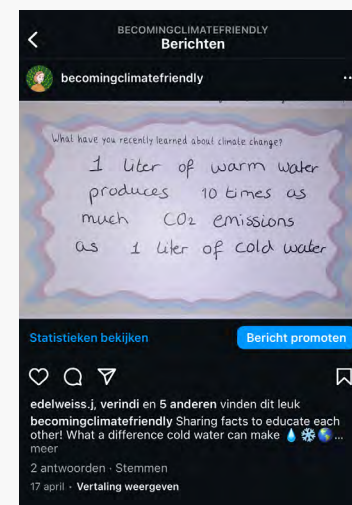 BECOMINGCLIMATEFRIENDLY
Berichten
becomingclimatefriendly
What have you recently learned about climate change?
1 liter of warm water
produces 10 times as
much CO2 emissions
as 1 liter of cold water
Statistieken bekijken
Bericht promoten
edelweiss.j, verindi en 5 anderen vinden dit leuk
becomingclimatefriendly Sharing facts to educate each
other! What a difference cold water can make 💧❄️🌎...
meer
2 antwoorden · Stemmen
17 april · Vertaling weergeven